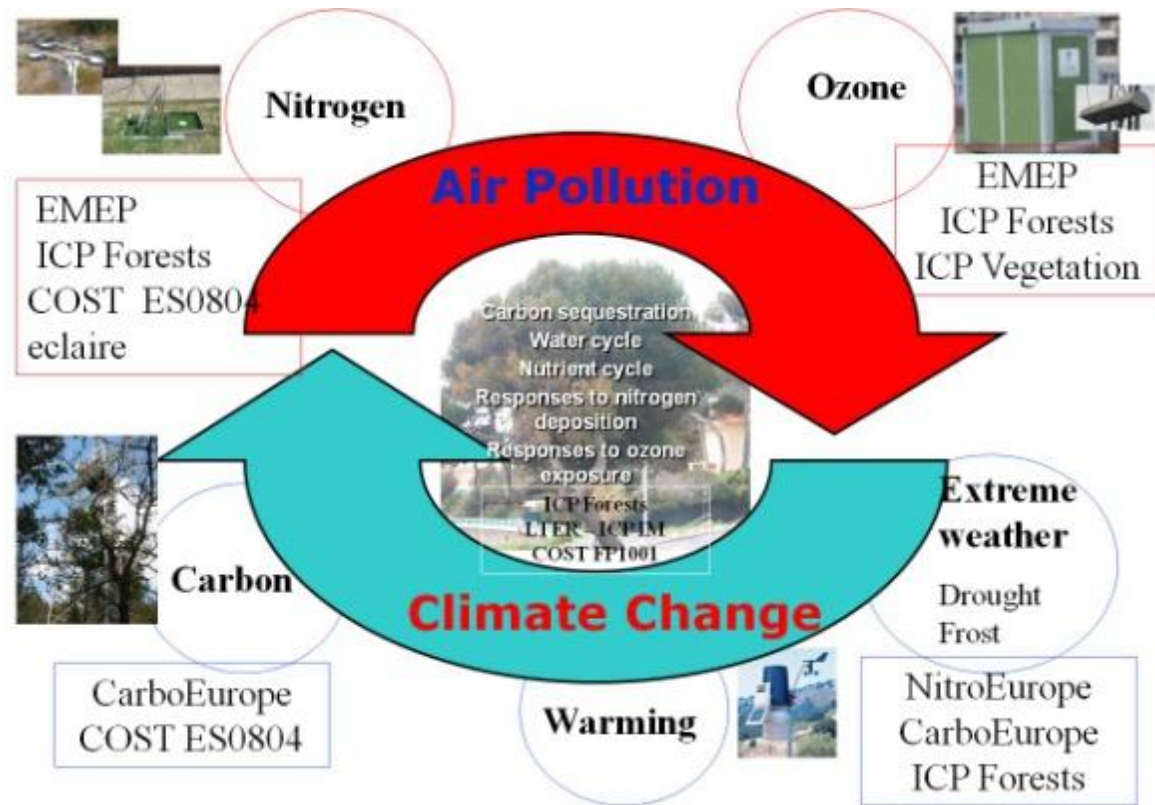 Nitrogen
Ozone
Air Pollution
EMEP
ICP Forests
COST ES0804
eclaire
EMEP
ICP Forests
ICP Vegetation
Carbon sequestration
Water cycle
Nutrient cycle
Responses to nitrogen
deposition
Responses to ozone
exposure
ICP Forests
LTER - ICP IM
COST FP1001
Extreme
weather
Drought
Frost
Carbon
Climate Change
CarboEurope
COST ES0804
Warming
NitroEurope
CarboEurope
ICP Forests